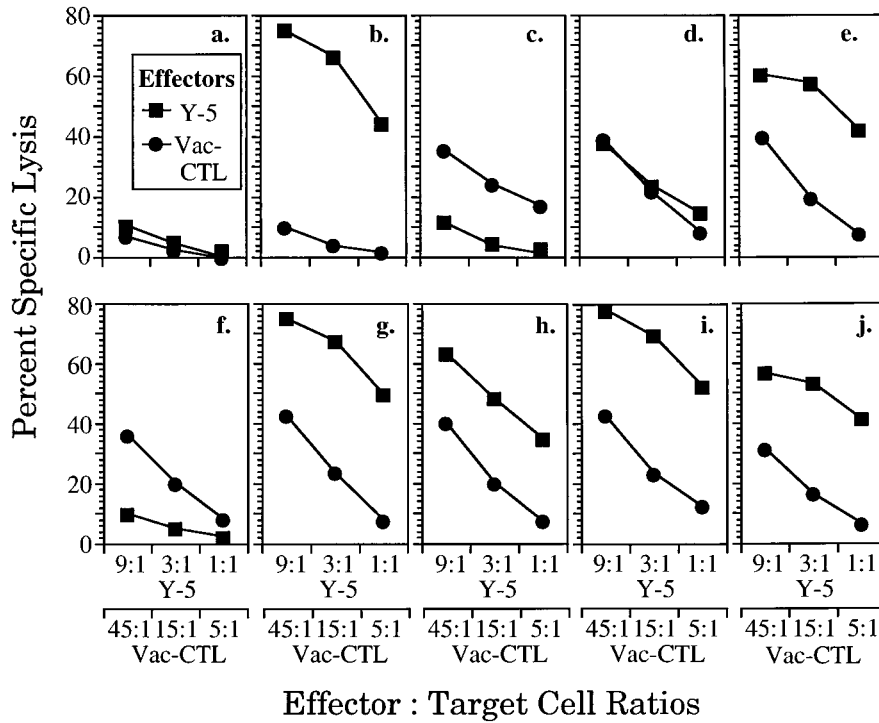 a. b. c. d. e.
Effectors
Y-5
Vac-
CTL
80
60
40
20
0
Percent Specific Lysis
f. g. h. i. j.
80
60
40
20
0
9:1 3:1 1:1 9:1 3:1 1:1 9:1 3:1 1:1 9:1 3:1 1:1 9:1 3:1 1:1
Y-5 Y-5 Y-5 Y-5 Y-5
45:1 15:1 5:1 45:1 15:1 5:1 45:1 15:1 5:1 45:1 15:1 5:1 45:1 15:1 5:1
Vac-CTL Vac-CTL Vac-CTL Vac-CTL Vac-CTL
Effector : Target Cell Ratios